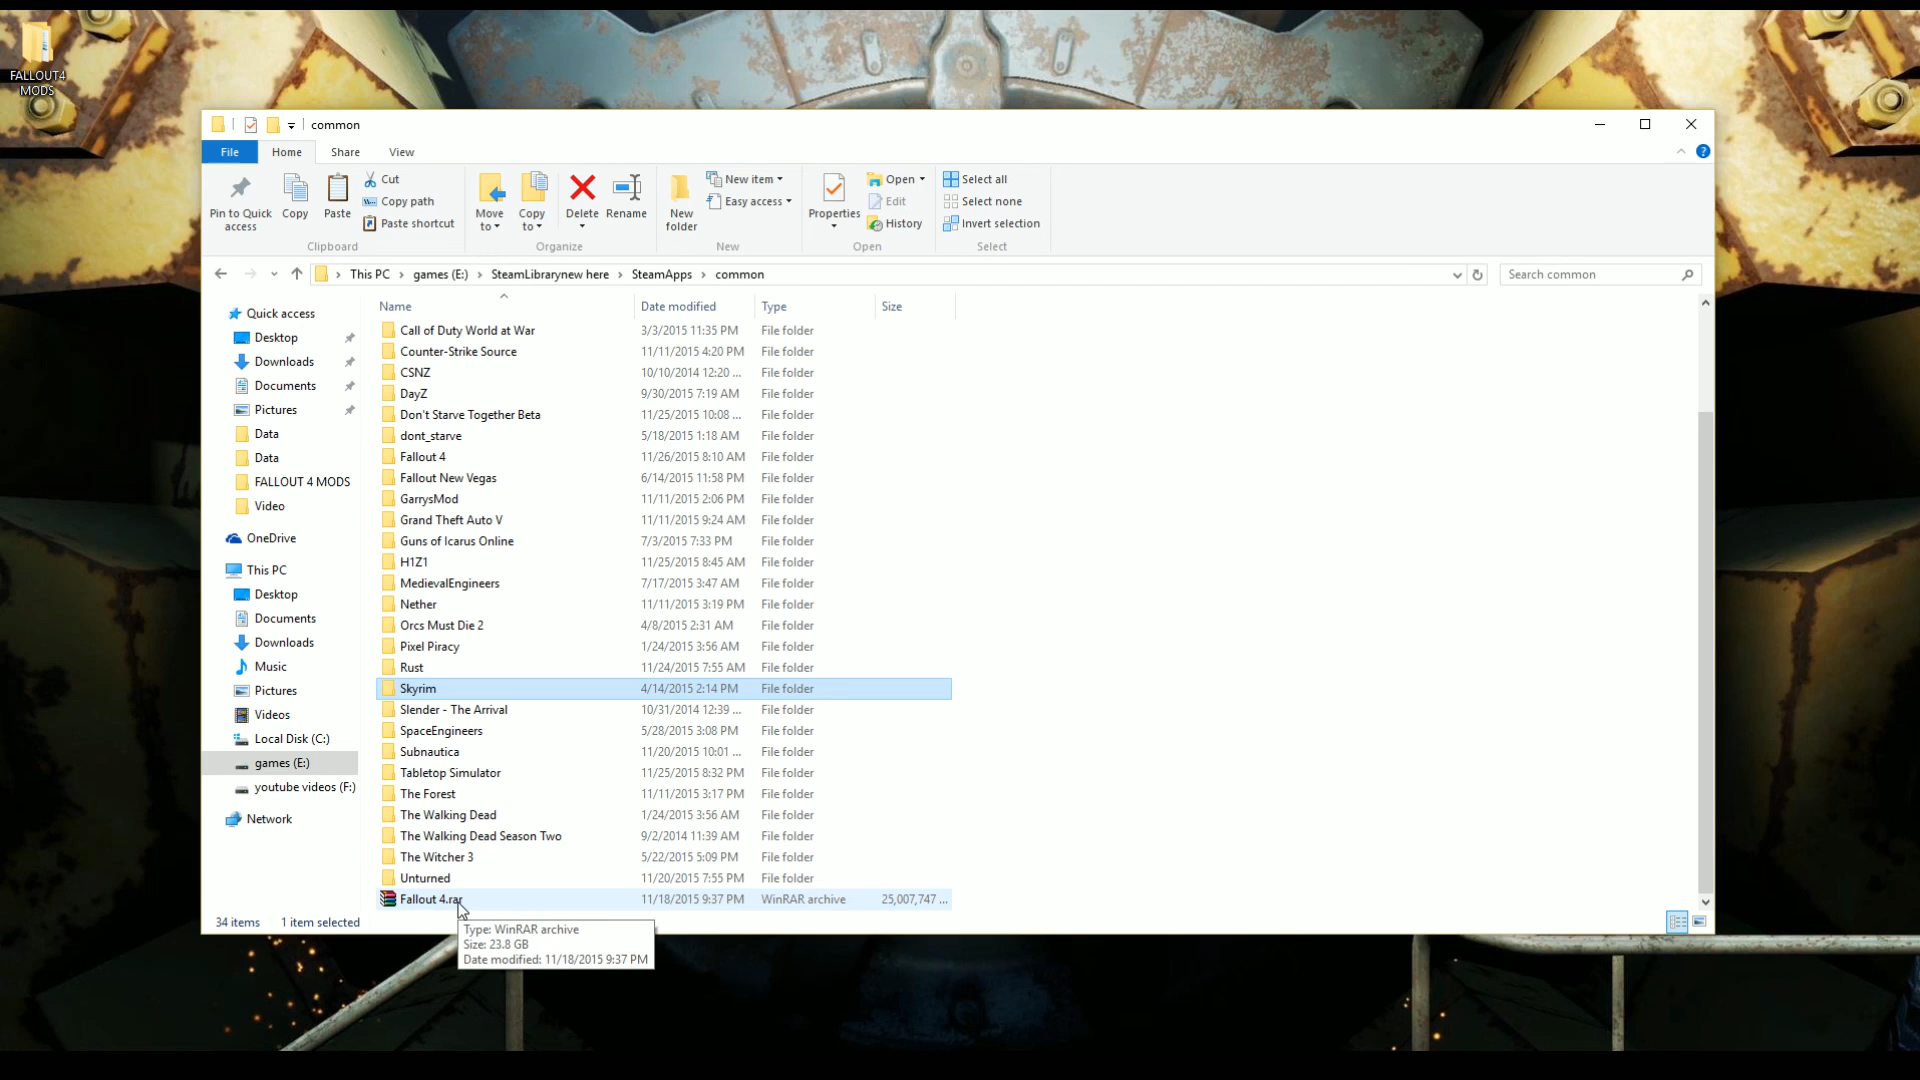 FALLOUT4
MODS
common
File Home Share View
Pin to Quick
access
Copy
Paste
Cut
Copy path
Paste shortcut
Clipboard
Move
to
Copy
to
Delete
Rename
Organize
New
folder
New item
Easy access
New
Properties
Open
Edit
History
Open
Select all
Select none
Invert selection
Select
This PC games (E:) SteamLibrarynew here SteamApps common
Search common
Quick access
Desktop
Downloads
Documents
Pictures
Data
Data
FALLOUT 4 MODS
Video
OneDrive
This PC
Desktop
Documents
Downloads
Music
Pictures
Videos
Local Disk (C:)
games (E:)
youtube videos (F:)
Network
Name Date modified Type Size
Call of Duty World at War 3/3/2015 11:35 PM File folder
Counter-Strike Source 11/11/2015 4:20 PM File folder
CSNZ 10/10/2014 12:20 ... File folder
DayZ 9/30/2015 7:19 AM File folder
Don't Starve Together Beta 11/25/2015 10:08 ... File folder
dont_starve 5/18/2015 1:18 AM File folder
Fallout 4 11/26/2015 8:10 AM File folder
Fallout New Vegas 6/14/2015 11:58 PM File folder
GarrysMod 11/11/2015 2:06 PM File folder
Grand Theft Auto V 11/11/2015 9:24 AM File folder
Guns of Icarus Online 7/3/2015 7:33 PM File folder
H1Z1 11/25/2015 8:45 AM File folder
MedievalEngineers 7/17/2015 3:47 AM File folder
Nether 11/11/2015 3:19 PM File folder
Orcs Must Die 2 4/8/2015 2:31 AM File folder
Pixel Piracy 1/24/2015 3:56 AM File folder
Rust 11/24/2015 7:55 AM File folder
Skyrim 4/14/2015 2:14 PM File folder
Slender - The Arrival 10/31/2014 12:39 ... File folder
SpaceEngineers 5/28/2015 3:08 PM File folder
Subnautica 11/20/2015 10:01 ... File folder
Tabletop Simulator 11/25/2015 8:32 PM File folder
The Forest 11/11/2015 3:17 PM File folder
The Walking Dead 1/24/2015 3:56 AM File folder
The Walking Dead Season Two 9/2/2014 11:39 AM File folder
The Witcher 3 5/22/2015 5:09 PM File folder
Unturned 11/20/2015 7:55 PM File folder
Fallout 4.rar 11/18/2015 9:37 PM WinRAR archive 25,007,747 ...
34 items 1 item selected
Type: WinRAR archive
Size: 23.8 GB
Date modified: 11/18/2015 9:37 PM